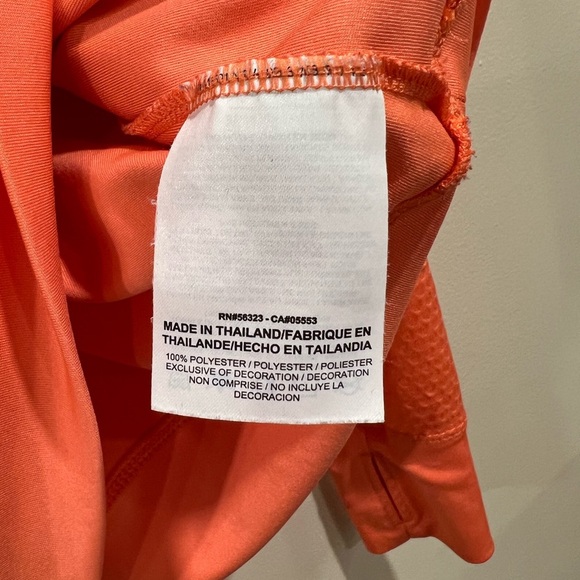 RN#56323 - CA#05553
MADE IN THAILAND/FABRIQUE EN
THAILANDE/HECHO EN TAILANDIA
100% POLYESTER / POLYESTER / POLIESTER
EXCLUSIVE OF DECORATION / DECORATION
NON COMPRISE / NO INCLUYE LA
DECORACION